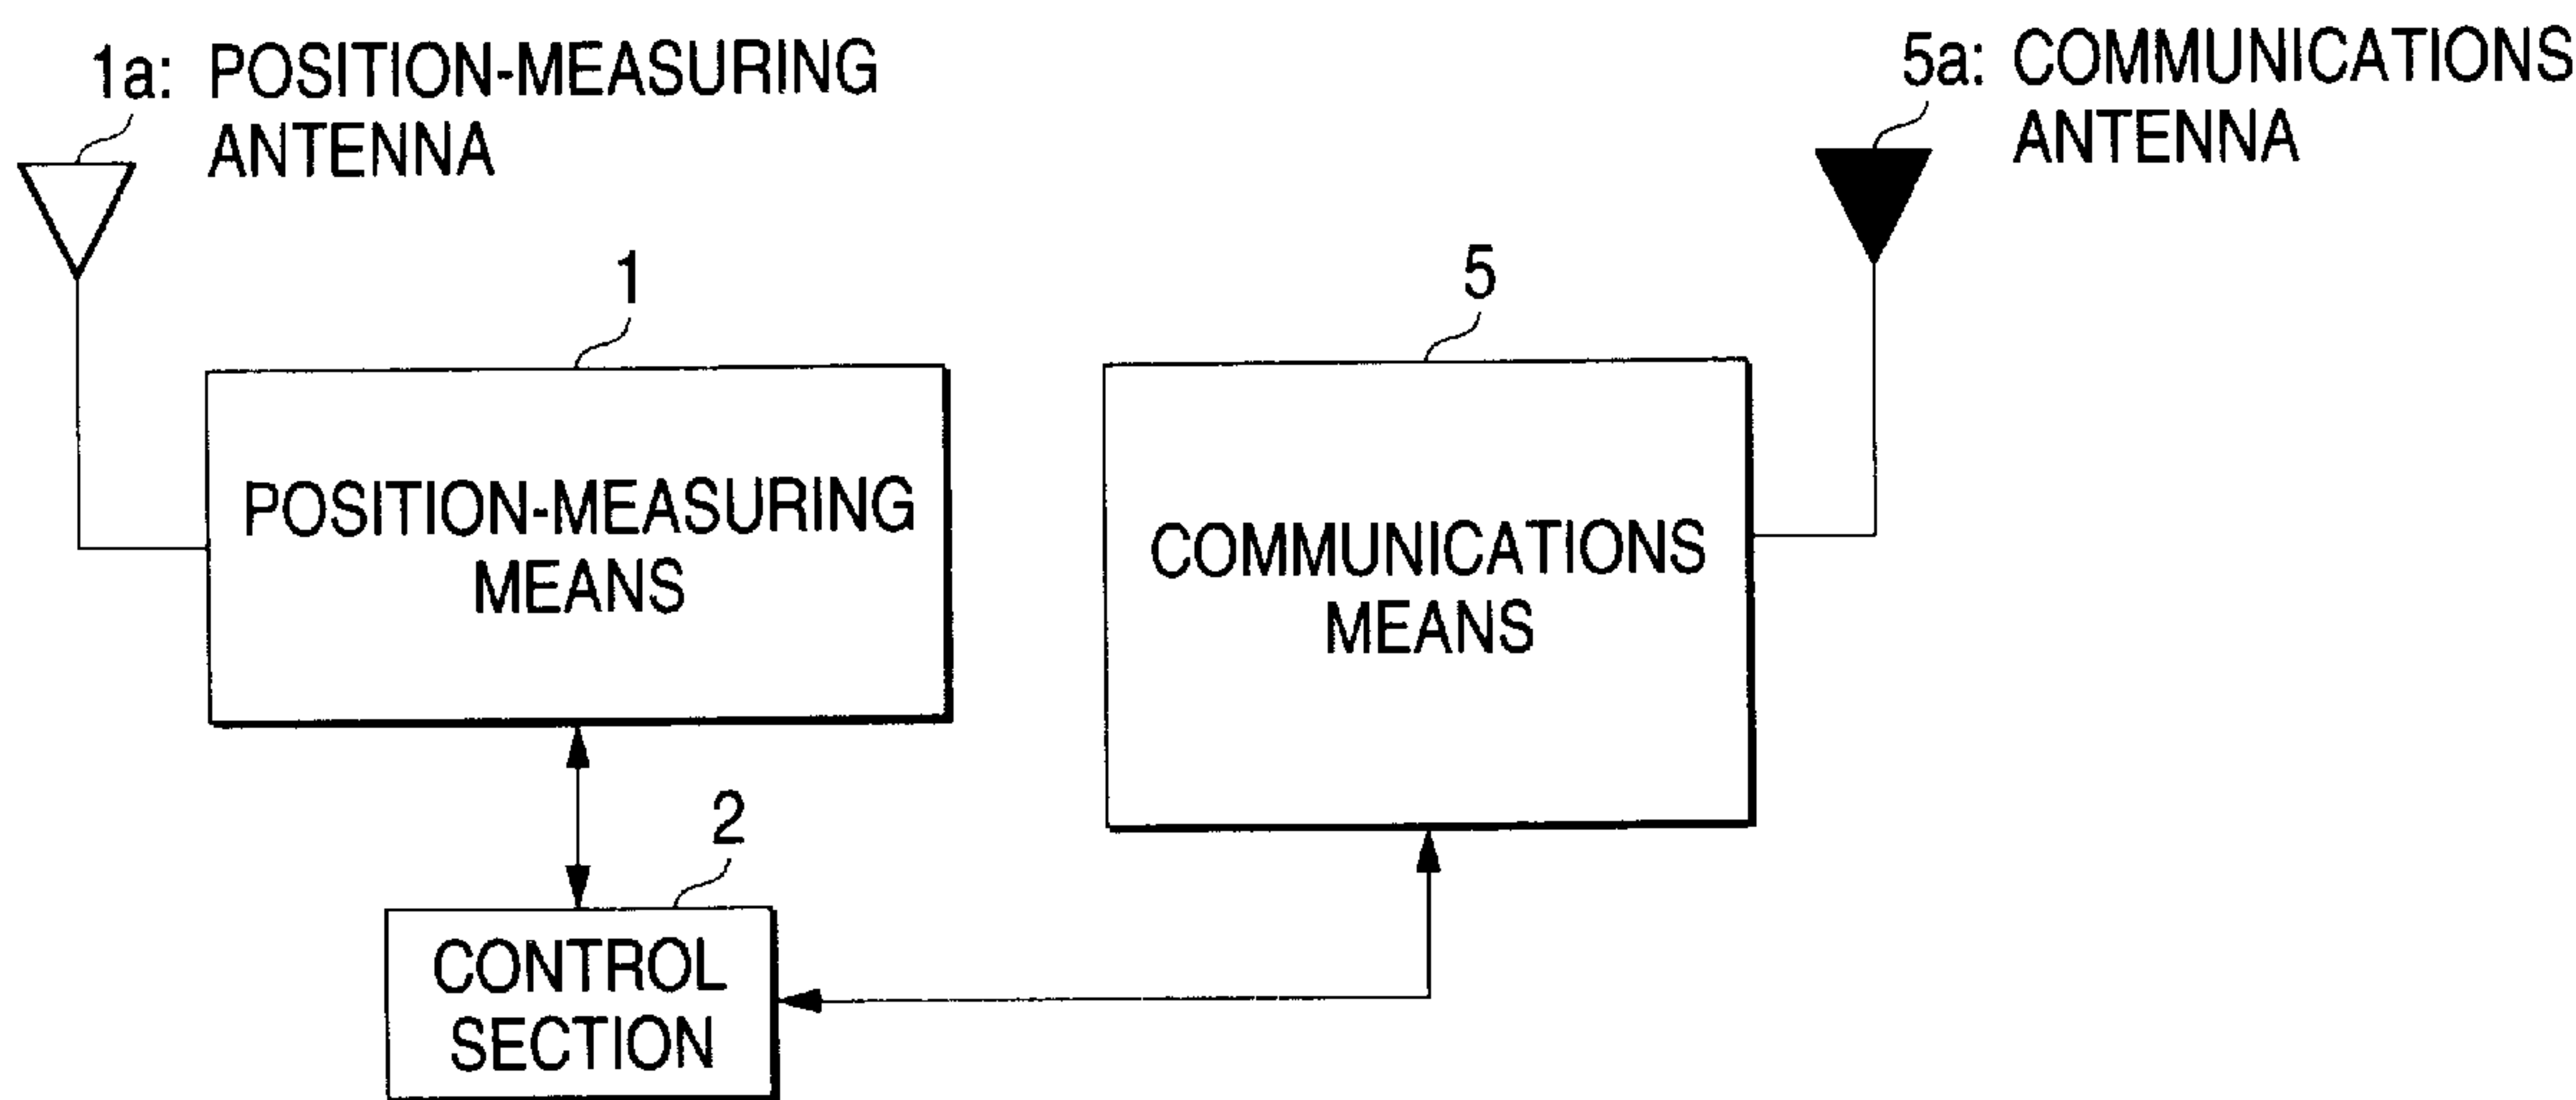 1a: POSITION-MEASURING
ANTENNA
5a: COMMUNICATIONS
ANTENNA
1
5
POSITION-MEASURING
MEANS
COMMUNICATIONS
MEANS
2
CONTROL
SECTION